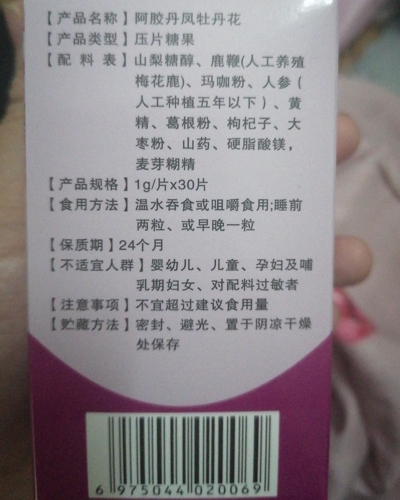 【产品名称】阿胶丹凤牡丹花
【产品类型】压片糖果
【配料表】山梨糖醇、鹿鞭(人工养殖
梅花鹿)、玛咖粉、人参(
人工种植五年以下)、黄
精、葛根粉、枸杞子、大
枣粉、山药、硬脂酸镁,
麦芽糊精
【产品规格】1g/片x30片
【食用方法】温水吞食或咀嚼食用;睡前
两粒、或早晚一粒
【保质期】24个月
【不适宜人群】婴幼儿、儿童、孕妇及哺
乳期妇女、对配料过敏者
【注意事项】不宜超过建议食用量
【贮藏方法】密封、避光、置于阴凉干燥
处保存
6 975044 020069